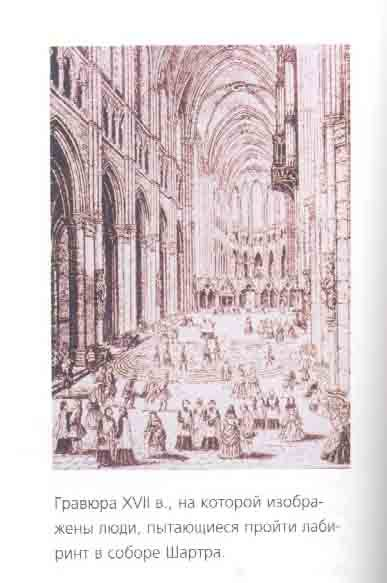 Гравюра XVII в., на которой изобра-
жены люди, пытающиеся пройти лаби-
ринт в соборе Шартра.